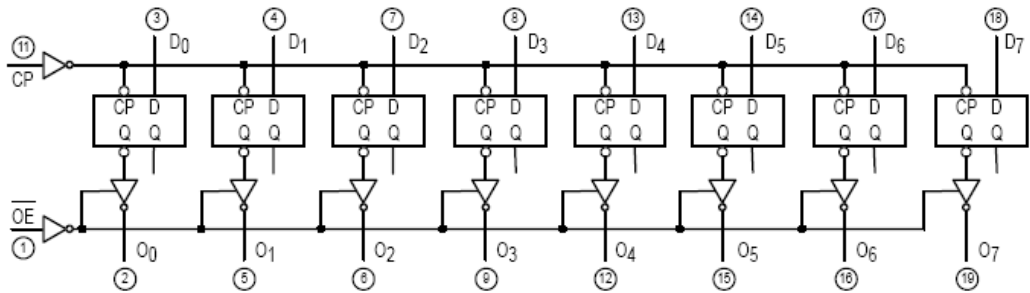 3 4 7 8 13 14 17 18
D0 D1 D2 D3 D4 D5 D6 D7
11
CP
CP D CP D CP D CP D CP D CP D CP D CP D
Q Q Q Q Q Q Q Q Q Q Q Q Q Q Q Q
OE
1
O0 O1 O2 O3 O4 O5 O6 O7
2 5 6 9 12 15 16 19